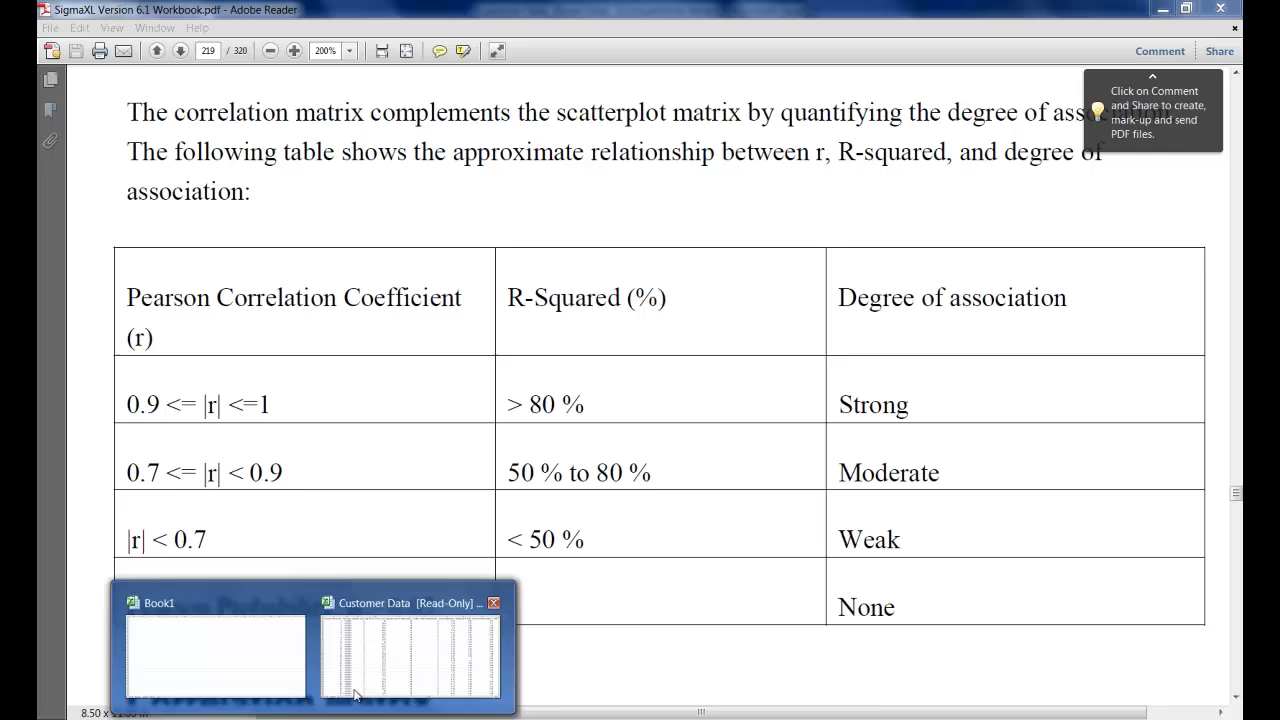 SigmaXL Version 6.1 Workbook.pdf - Adobe Reader
File Edit View Window Help
219 / 320 200% Comment Share
Click on Comment
and Share to create,
mark-up and send
PDF files.
The correlation matrix complements the scatterplot matrix by quantifying the degree of
The following table shows the approximate relationship between r, R-squared, and degree of
association:
Pearson Correlation Coefficient
(r)
R-Squared (%)
Degree of association
0.9 <= |r| <=1
> 80 %
Strong
0.7 <= |r| < 0.9
50 % to 80 %
Moderate
|r| < 0.7
< 50 %
Weak
None
Book1
Customer Data [Read-Only] ...